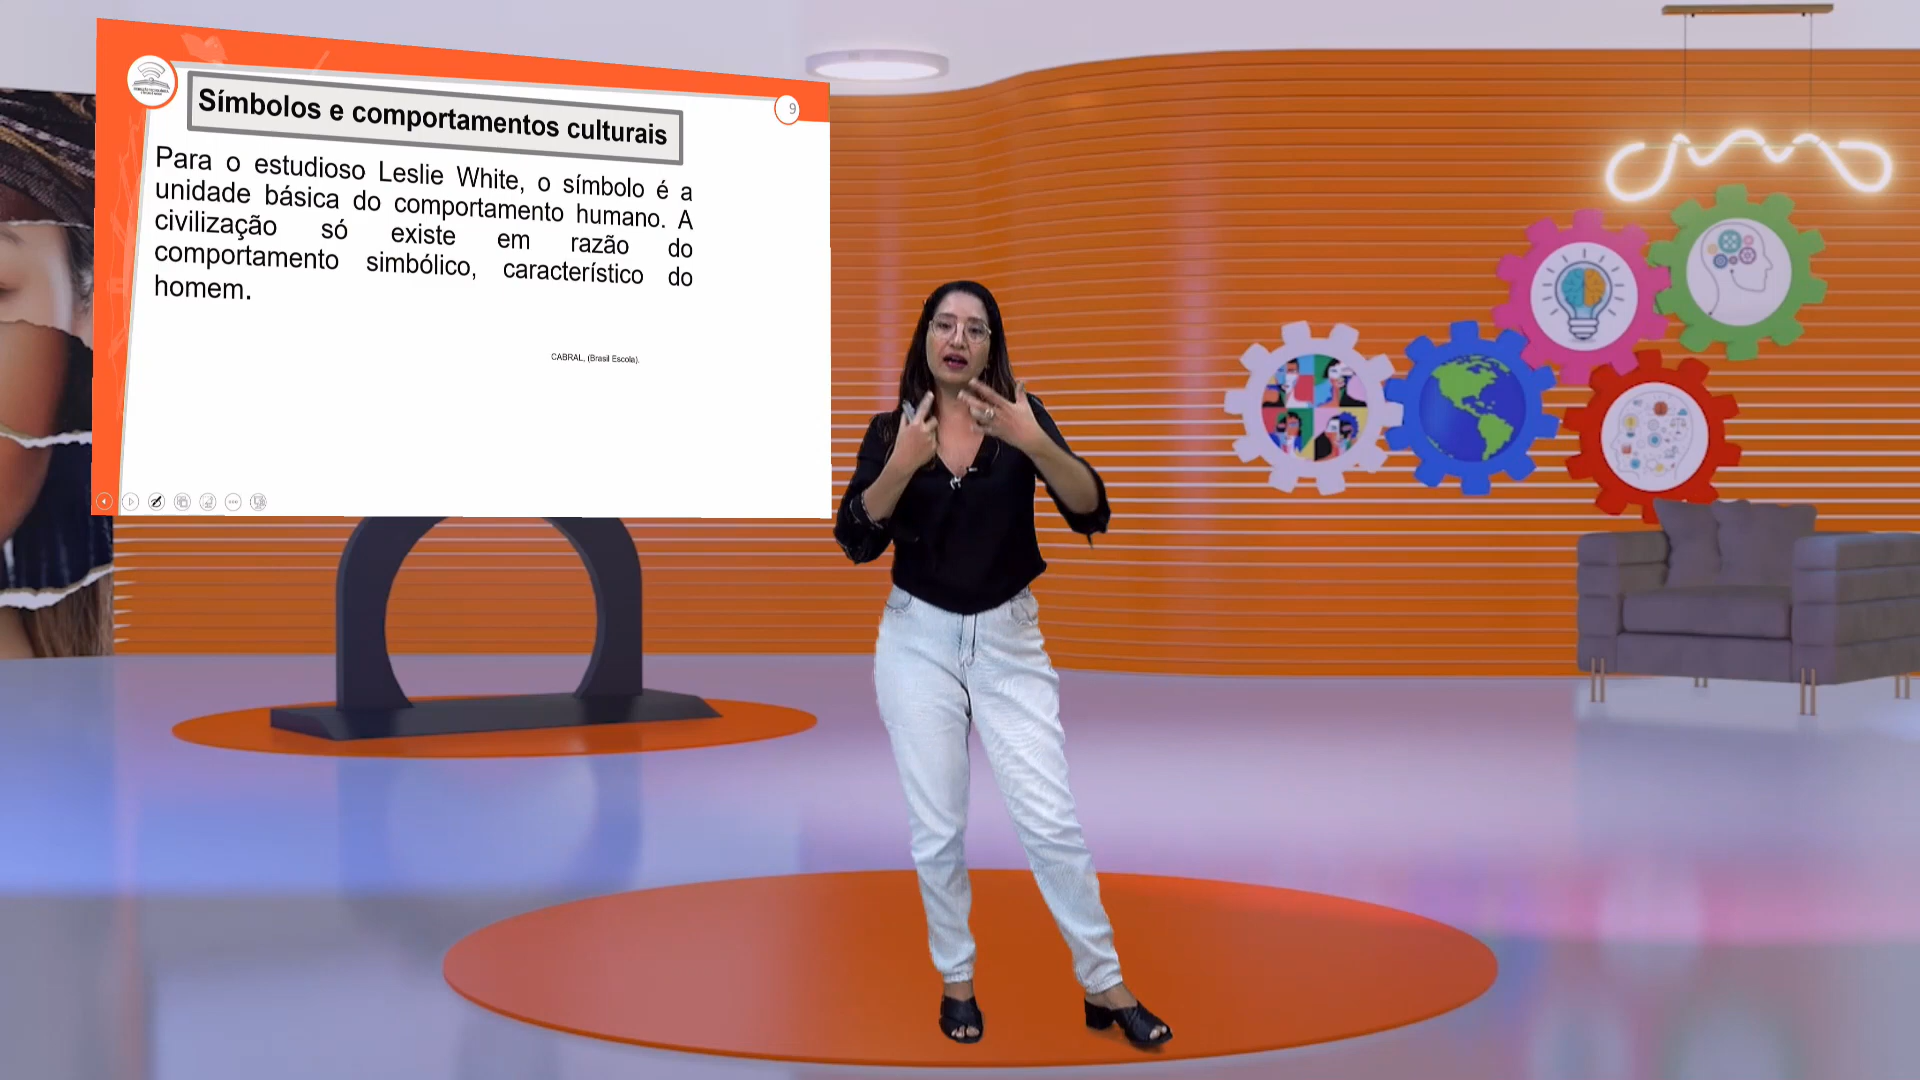 Símbolos e comportamentos culturais
9
Para o estudioso Leslie White, o símbolo é a
unidade básica do comportamento humano. A
civilização só existe em razão do
comportamento simbólico, característico do
homem.
CABRAL, (Brasil Escola).